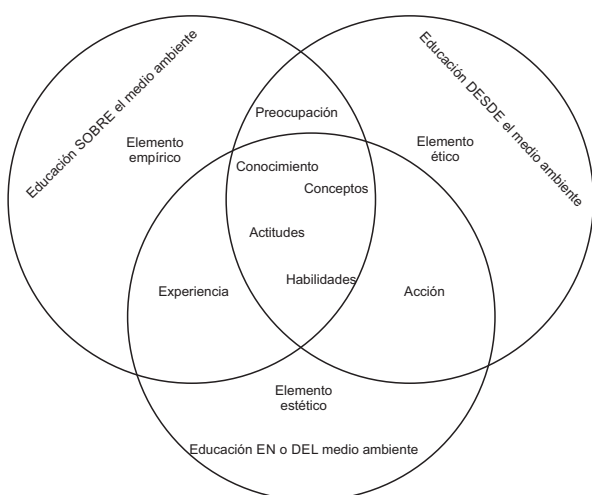 Educación SOBRE el medio ambiente
Educación DESDE el medio ambiente
Preocupación
Elemento
empírico
Elemento
ético
Conocimiento
Conceptos
Actitudes
Habilidades
Experiencia
Acción
Elemento
estético
Educación EN o DEL medio ambiente